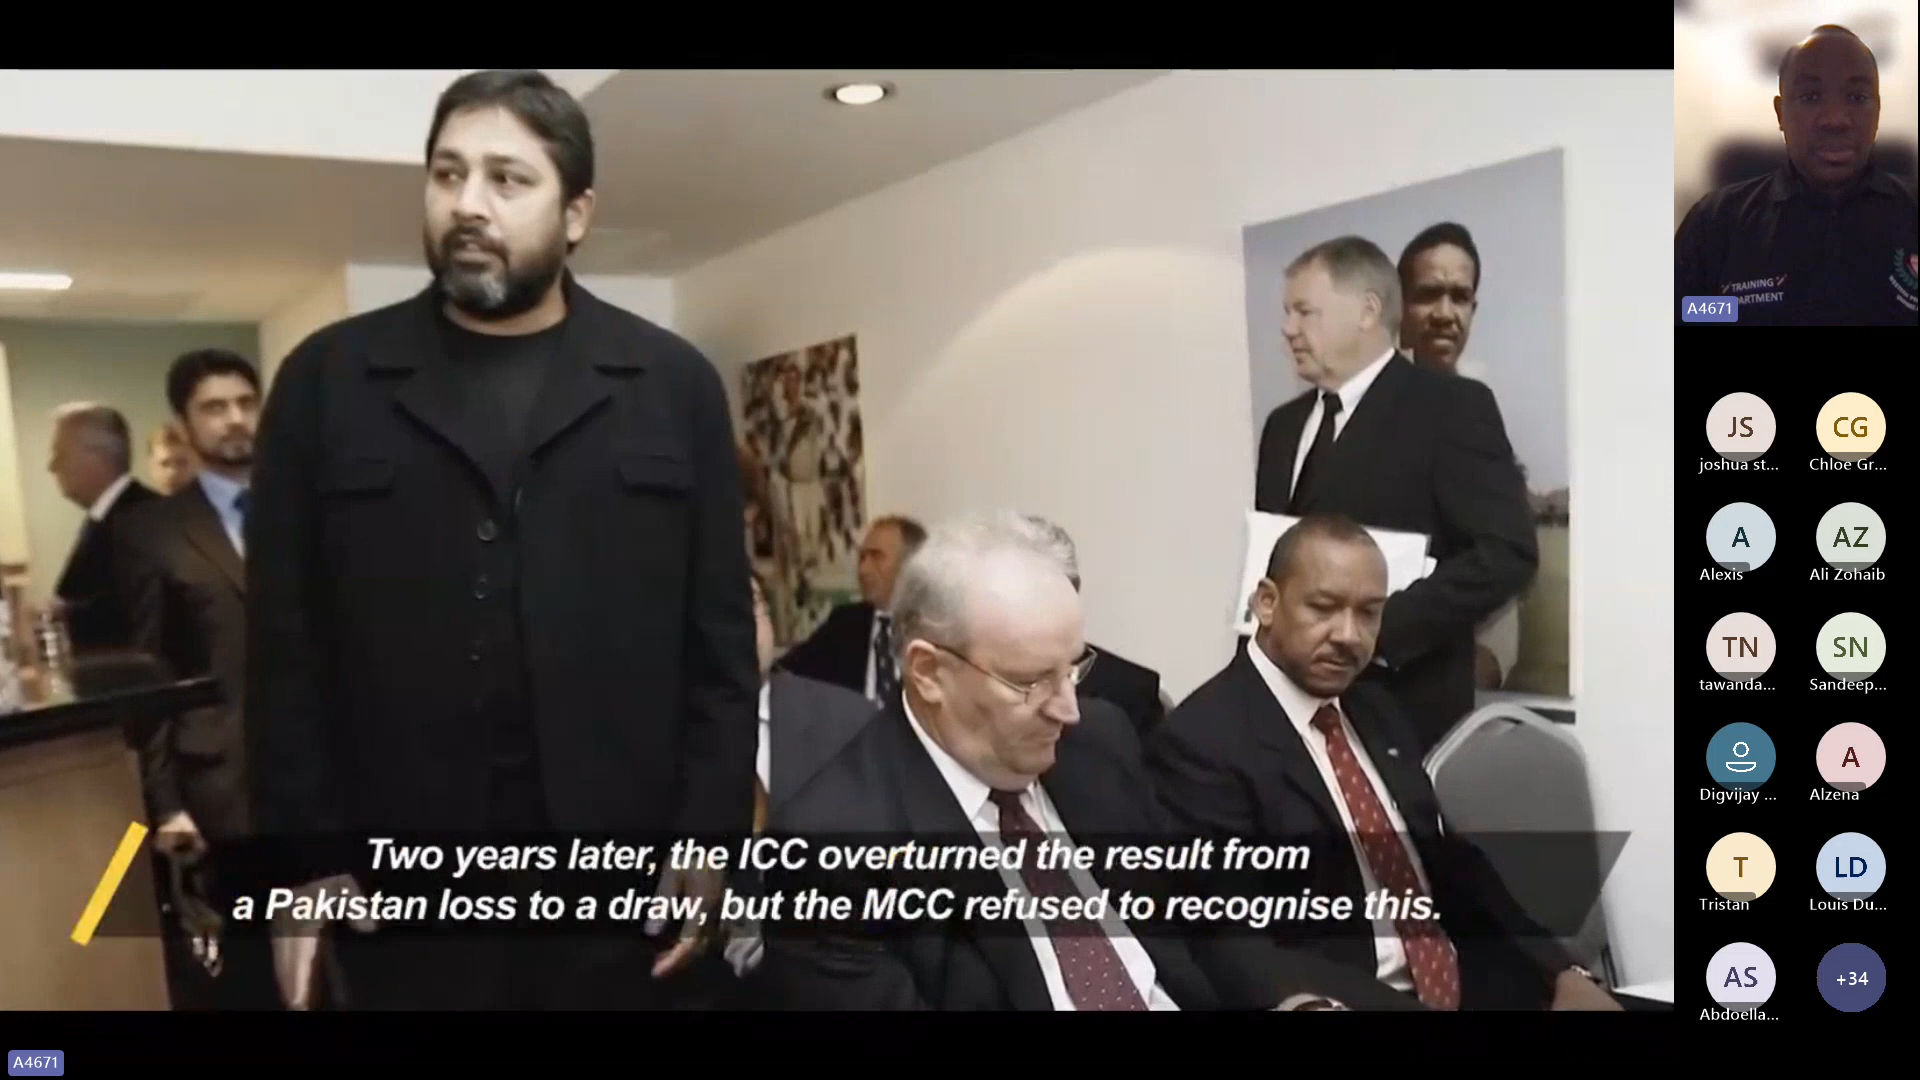 Two years later, the ICC overturned the result from
a Pakistan loss to a draw, but the MCC refused to recognise this.
A4671
TRAINING
ARTMENT
A4671
JS
joshua st...
CG
Chloe Gr...
A
Alexis
AZ
Ali Zohaib
TN
tawanda...
SN
Sandeep...
Digvijay ...
A
Alzena
T
Tristan
LD
Louis Du...
AS
Abdoella...
+34